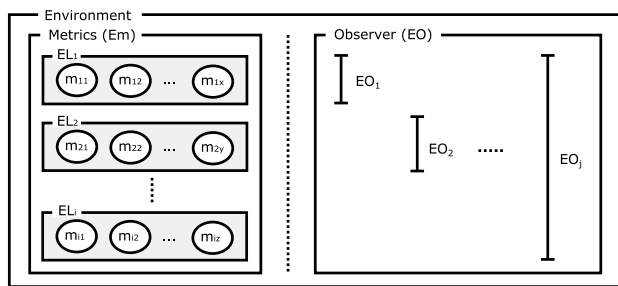 Environment
Metrics (Em)
Observer (EO)
EL₁
m₁₁ m₁₂ ... m₁ₓ
EO₁
EL₂
m₂₁ m₂₂ ... m₂ᵧ
EO₂ .....
EOⱼ
ELᵢ
mᵢ₁ mᵢ₂ ... miz